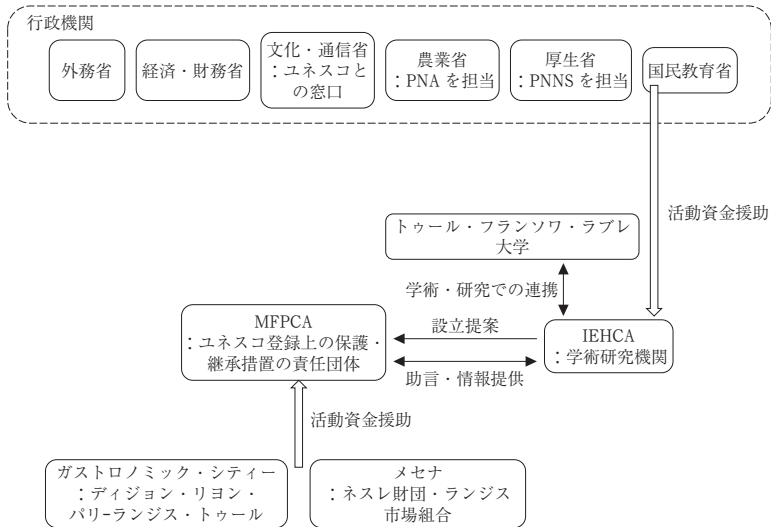 行政機関
外務省
経済・財務省
文化・通信省
：ユネスコと
の窓口
農業省
：PNA を担当
厚生省
：PNNS を担当
国民教育省
活動資金援助
トゥール・フランソワ・ラブレ
大学
学術・研究での連携
MFPCA
：ユネスコ登録上の保護・
継承措置の責任団体
設立提案
助言・情報提供
IEHCA
：学術研究機関
活動資金援助
ガストロノミック・シティー
：ディジョン・リヨン・
パリ–ランジス・トゥール
メセナ
：ネスレ財団・ランジス
市場組合